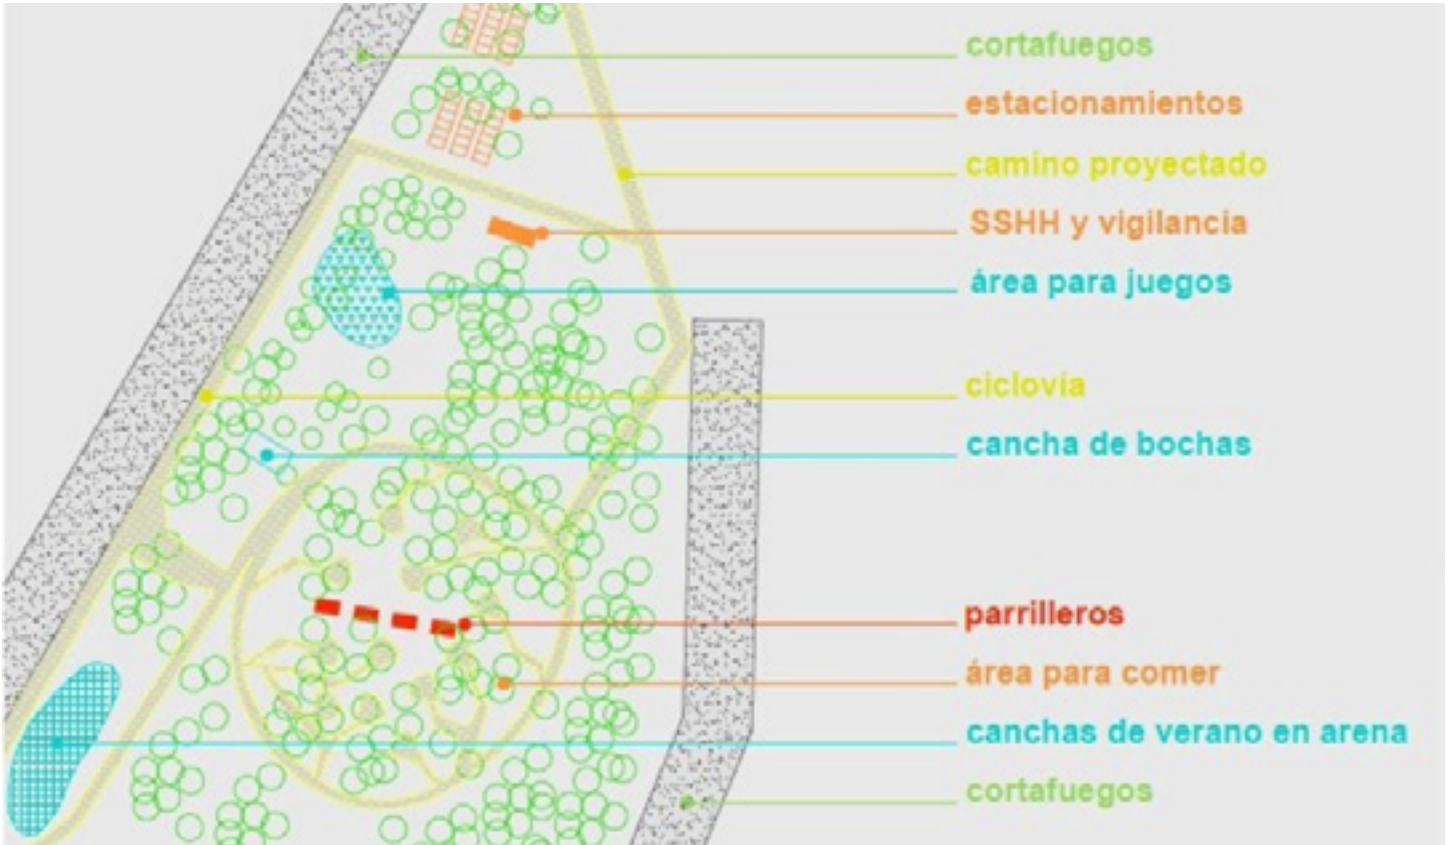 cortafuegos
estacionamientos
camino proyectado
SSHH y vigilancia
área para juegos
ciclovía
cancha de bochas
parrilleros
área para comer
canchas de verano en arena
cortafuegos